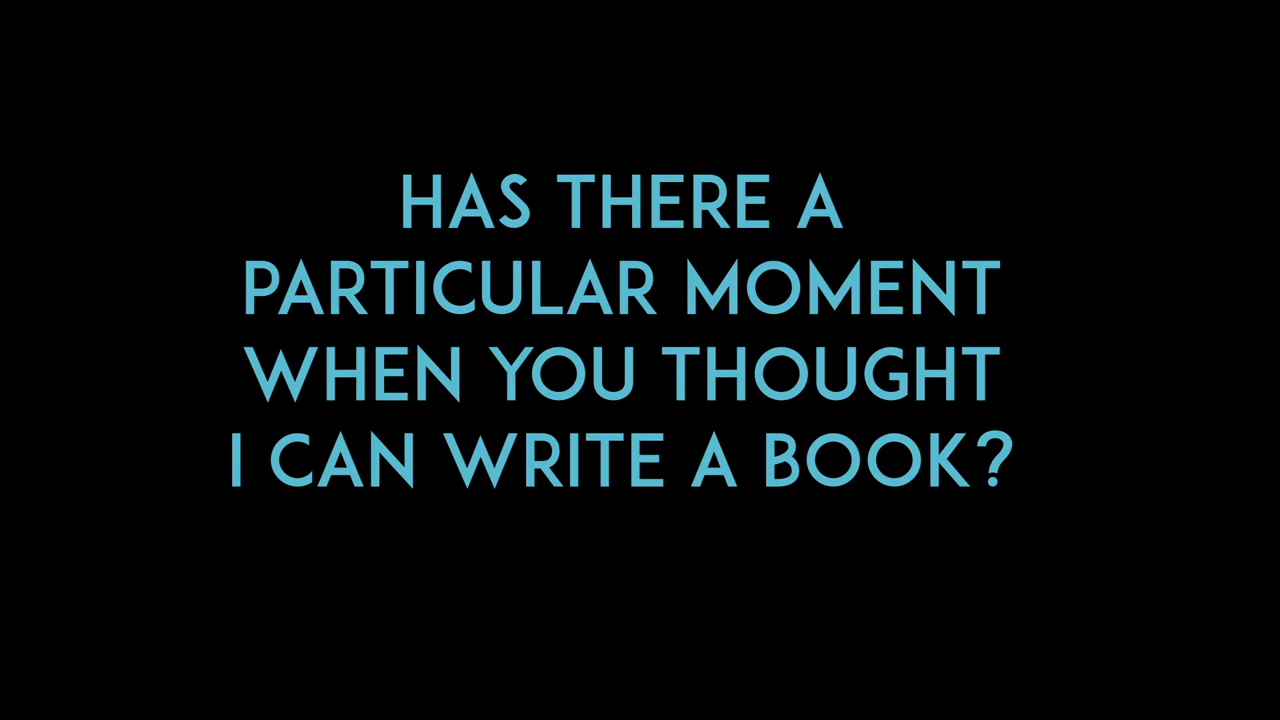 HAS THERE A
PARTICULAR MOMENT
WHEN YOU THOUGHT
I CAN WRITE A BOOK?